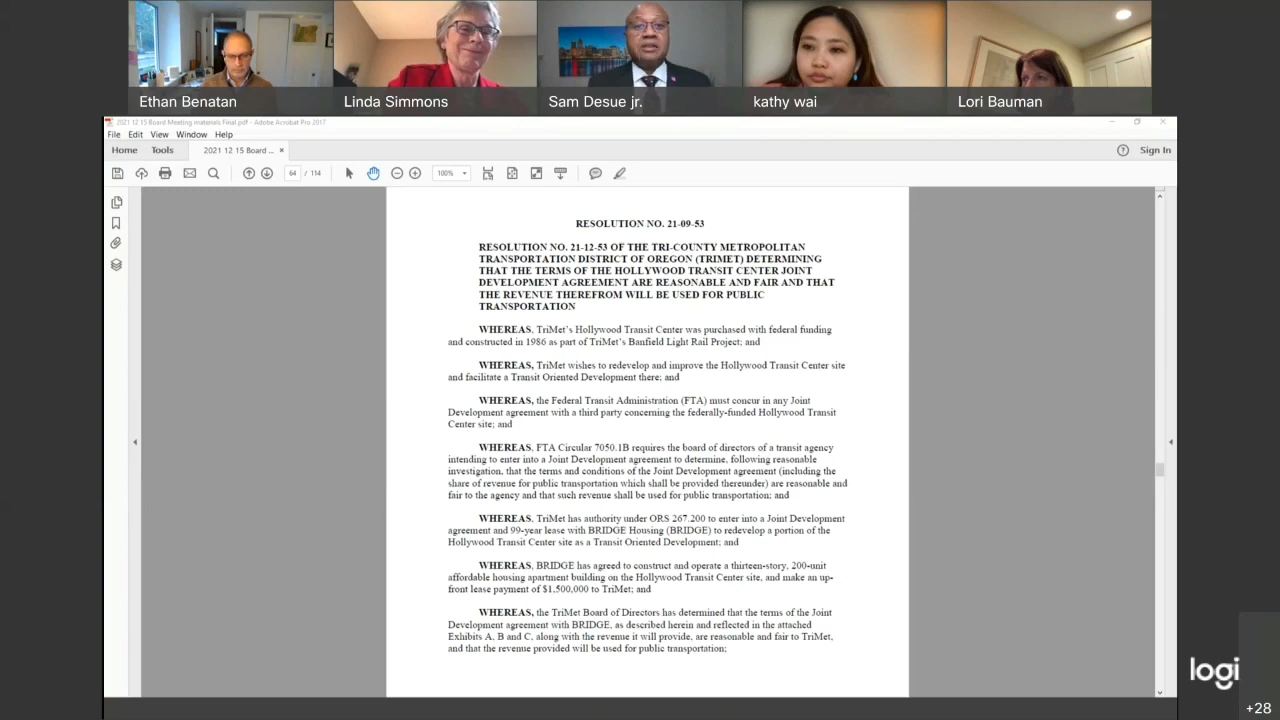 Ethan Benatan
Linda Simmons
Sam Desue jr.
kathy wai
Lori Bauman
2021 12 15 Board Meeting materials Final.pdf - Adobe Acrobat Pro 2017
File Edit View Window Help
Home Tools 2021 12 15 Board ... × Sign In
64 / 114 100%
RESOLUTION NO. 21-09-53
RESOLUTION NO. 21-12-53 OF THE TRI-COUNTY METROPOLITAN
TRANSPORTATION DISTRICT OF OREGON (TRIMET) DETERMINING
THAT THE TERMS OF THE HOLLYWOOD TRANSIT CENTER JOINT
DEVELOPMENT AGREEMENT ARE REASONABLE AND FAIR AND THAT
THE REVENUE THEREFROM WILL BE USED FOR PUBLIC
TRANSPORTATION
WHEREAS, TriMet's Hollywood Transit Center was purchased with federal funding
and constructed in 1986 as part of TriMet's Banfield Light Rail Project; and
WHEREAS, TriMet wishes to redevelop and improve the Hollywood Transit Center site
and facilitate a Transit Oriented Development there; and
WHEREAS, the Federal Transit Administration (FTA) must concur in any Joint
Development agreement with a third party concerning the federally-funded Hollywood Transit
Center site; and
WHEREAS, FTA Circular 7050.1B requires the board of directors of a transit agency
intending to enter into a Joint Development agreement to determine, following reasonable
investigation, that the terms and conditions of the Joint Development agreement (including the
share of revenue for public transportation which shall be provided thereunder) are reasonable and
fair to the agency and that such revenue shall be used for public transportation; and
WHEREAS, TriMet has authority under ORS 267.200 to enter into a Joint Development
agreement and 99-year lease with BRIDGE Housing (BRIDGE) to redevelop a portion of the
Hollywood Transit Center site as a Transit Oriented Development; and
WHEREAS, BRIDGE has agreed to construct and operate a thirteen-story, 200-unit
affordable housing apartment building on the Hollywood Transit Center site, and make an up-
front lease payment of $1,500,000 to TriMet; and
WHEREAS, the TriMet Board of Directors has determined that the terms of the Joint
Development agreement with BRIDGE, as described herein and reflected in the attached
Exhibits A, B and C, along with the revenue it will provide, are reasonable and fair to TriMet,
and that the revenue provided will be used for public transportation;
logi
+28